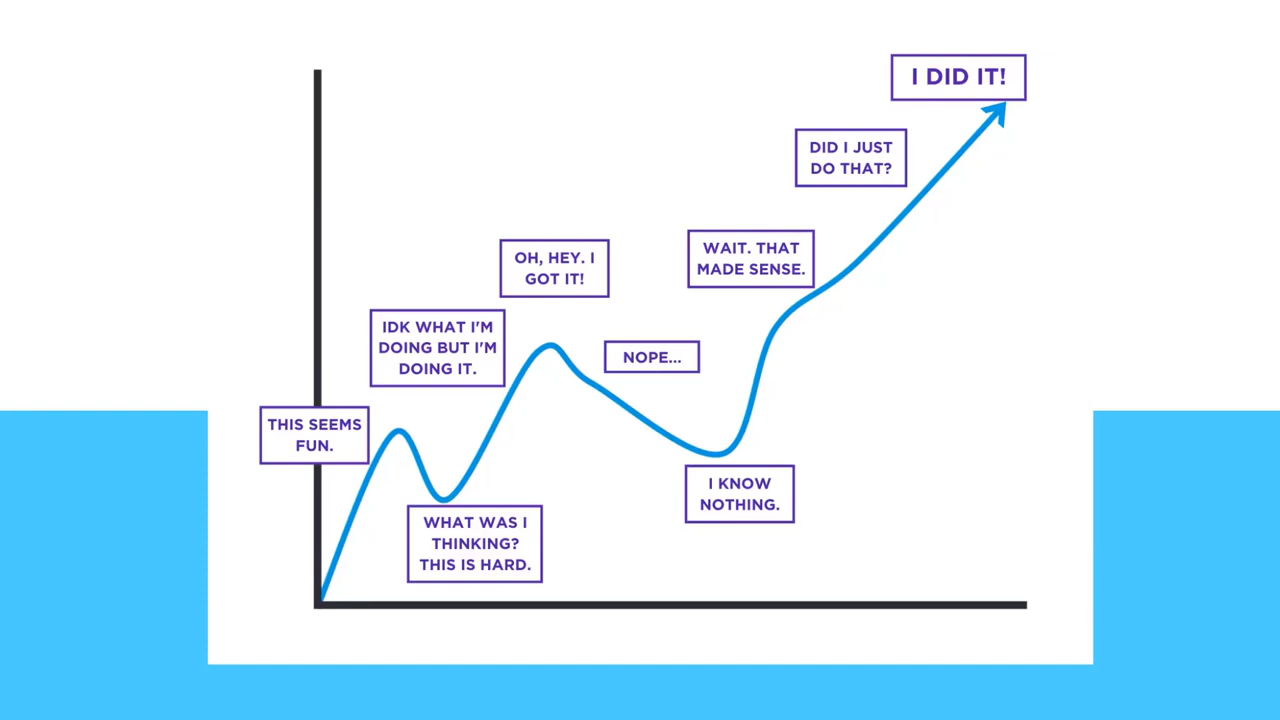 THIS SEEMS
FUN.
WHAT WAS I
THINKING?
THIS IS HARD.
IDK WHAT I'M
DOING BUT I'M
DOING IT.
OH, HEY. I
GOT IT!
NOPE...
I KNOW
NOTHING.
WAIT. THAT
MADE SENSE.
DID I JUST
DO THAT?
I DID IT!